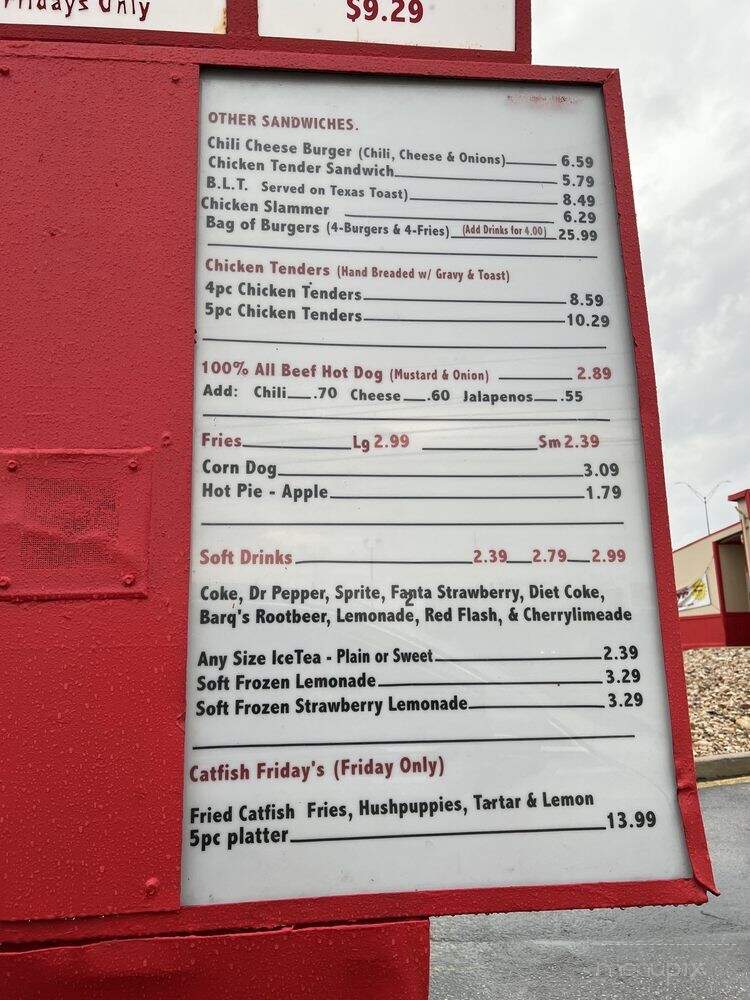 Fridays Only
$9.29
OTHER SANDWICHES.
Chili Cheese Burger (Chili, Cheese & Onions) 6.59
Chicken Tender Sandwich 5.79
B.L.T. Served on Texas Toast) 8.49
Chicken Slammer 6.29
Bag of Burgers (4-Burgers & 4-Fries) (Add Drinks for 4.00) 25.99
Chicken Tenders (Hand Breaded w/ Gravy & Toast)
4pc Chicken Tenders 8.59
5pc Chicken Tenders 10.29
100% All Beef Hot Dog (Mustard & Onion) 2.89
Add: Chili .70 Cheese .60 Jalapenos .55
Fries Lg 2.99 Sm 2.39
Corn Dog 3.09
Hot Pie - Apple 1.79
Soft Drinks 2.39 2.79 2.99
Coke, Dr Pepper, Sprite, Fanta Strawberry, Diet Coke,
2
Barq's Rootbeer, Lemonade, Red Flash, & Cherrylimeade
Any Size IceTea - Plain or Sweet 2.39
Soft Frozen Lemonade 3.29
Soft Frozen Strawberry Lemonade 3.29
Catfish Friday's (Friday Only)
Fried Catfish Fries, Hushpuppies, Tartar & Lemon
5pc platter 13.99
menupix